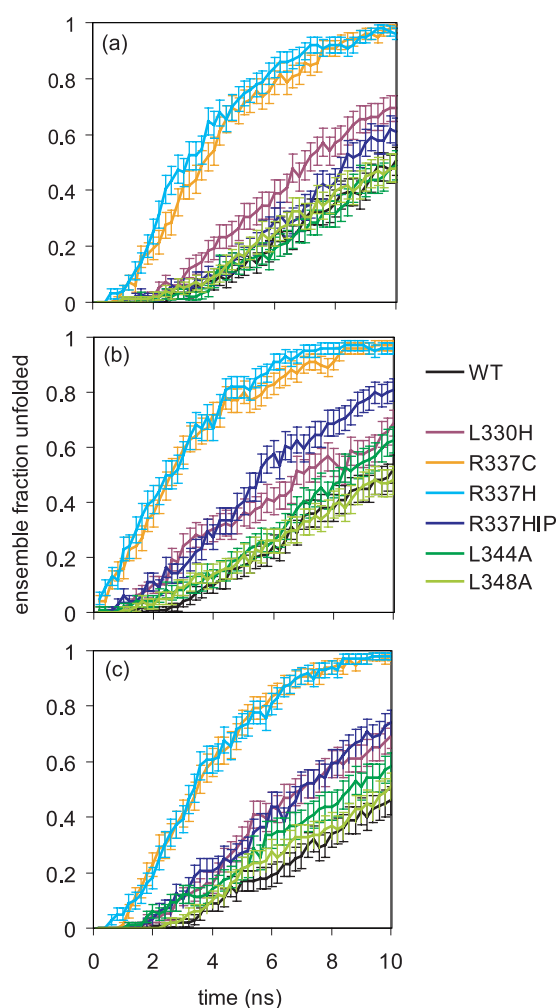 1
(a)
0.8
0.6
0.4
0.2
0
1
(b)
0.8
0.6
0.4
0.2
0
1
(c)
0.8
0.6
0.4
0.2
0
0 2 4 6 8 10
time (ns)
ensemble fraction unfolded
WT
L330H
R337C
R337H
R337HIP
L344A
L348A